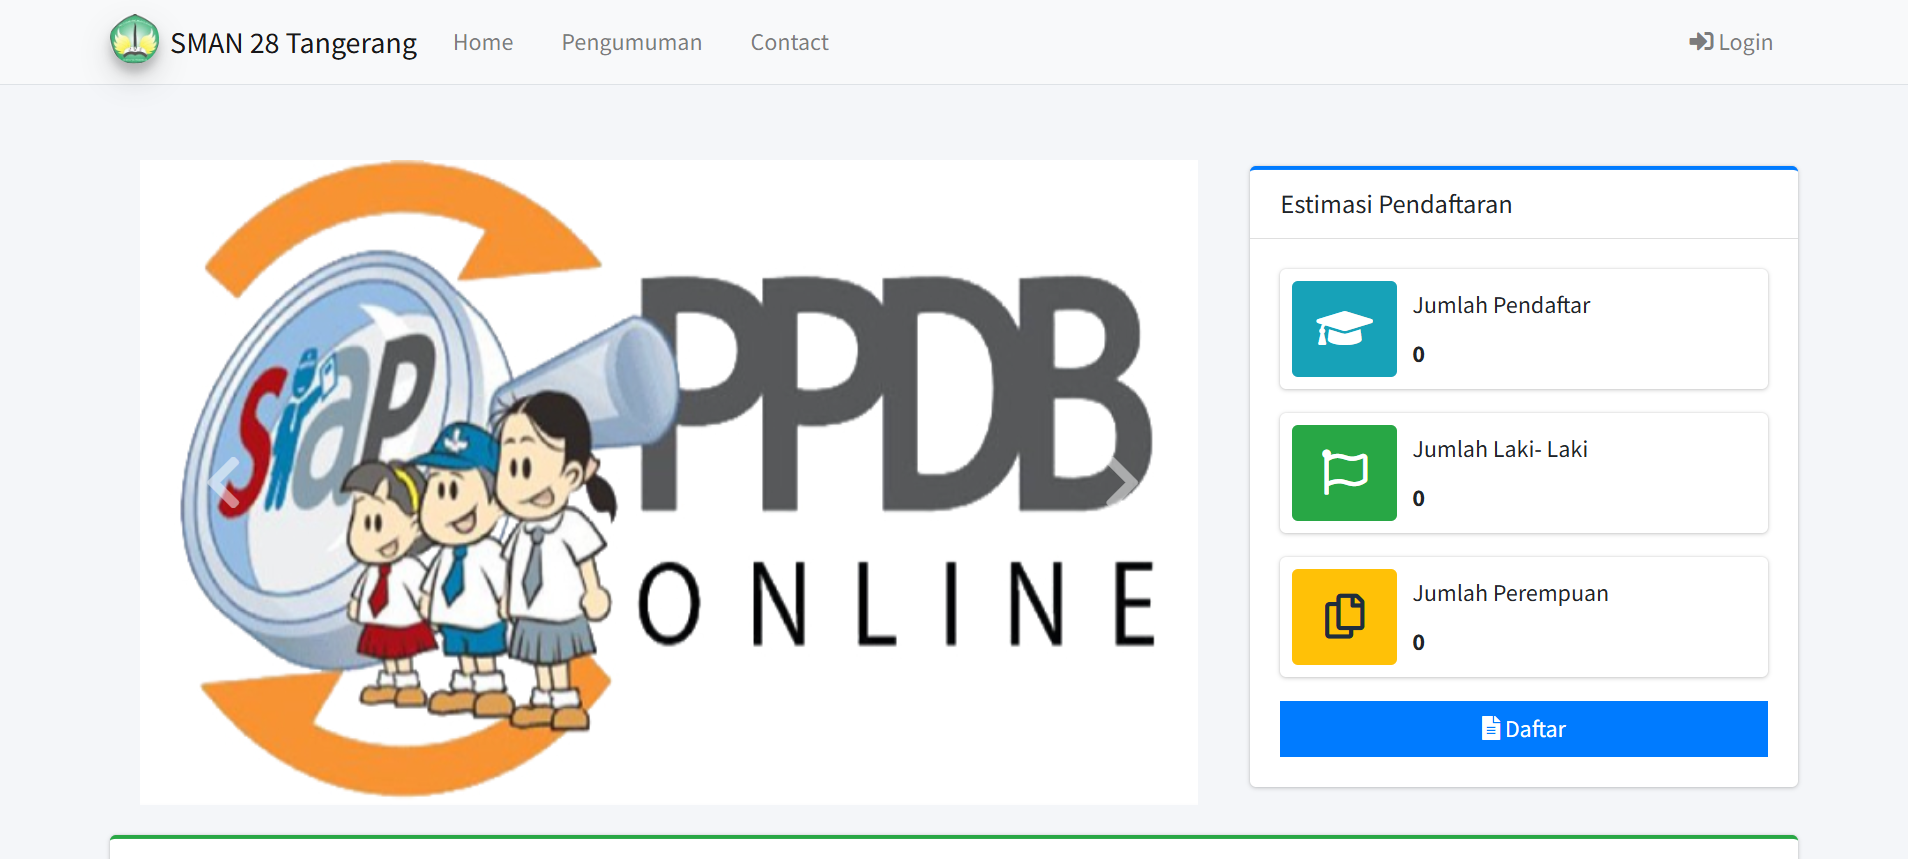 SMAN 28 Tangerang
Home
Pengumuman
Contact
Login
SiaP
PPDB
ONLINE
Estimasi Pendaftaran
Jumlah Pendaftar
0
Jumlah Laki- Laki
0
Jumlah Perempuan
0
Daftar